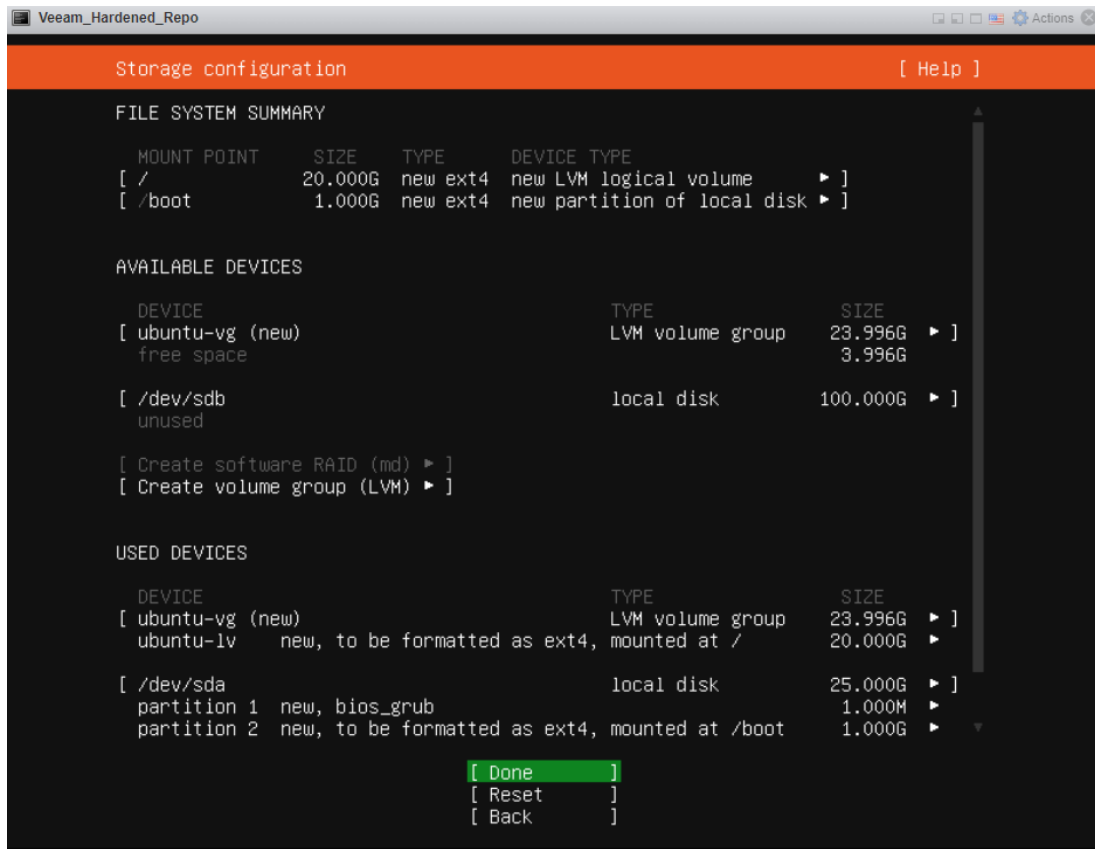 Veeam_Hardened_Repo Actions
Storage configuration [ Help ]
FILE SYSTEM SUMMARY
MOUNT POINT SIZE TYPE DEVICE TYPE
[ / 20.000G new ext4 new LVM logical volume ▸ ]
[ /boot 1.000G new ext4 new partition of local disk ▸ ]
AVAILABLE DEVICES
DEVICE TYPE SIZE
[ ubuntu-vg (new) LVM volume group 23.996G ▸ ]
free space 3.996G
[ /dev/sdb local disk 100.000G ▸ ]
unused
[ Create software RAID (md) ▸ ]
[ Create volume group (LVM) ▸ ]
USED DEVICES
DEVICE TYPE SIZE
[ ubuntu-vg (new) LVM volume group 23.996G ▸ ]
ubuntu-lv new, to be formatted as ext4, mounted at / 20.000G ▸
[ /dev/sda local disk 25.000G ▸ ]
partition 1 new, bios_grub 1.000M ▸
partition 2 new, to be formatted as ext4, mounted at /boot 1.000G ▸
[ Done ]
[ Reset ]
[ Back ]